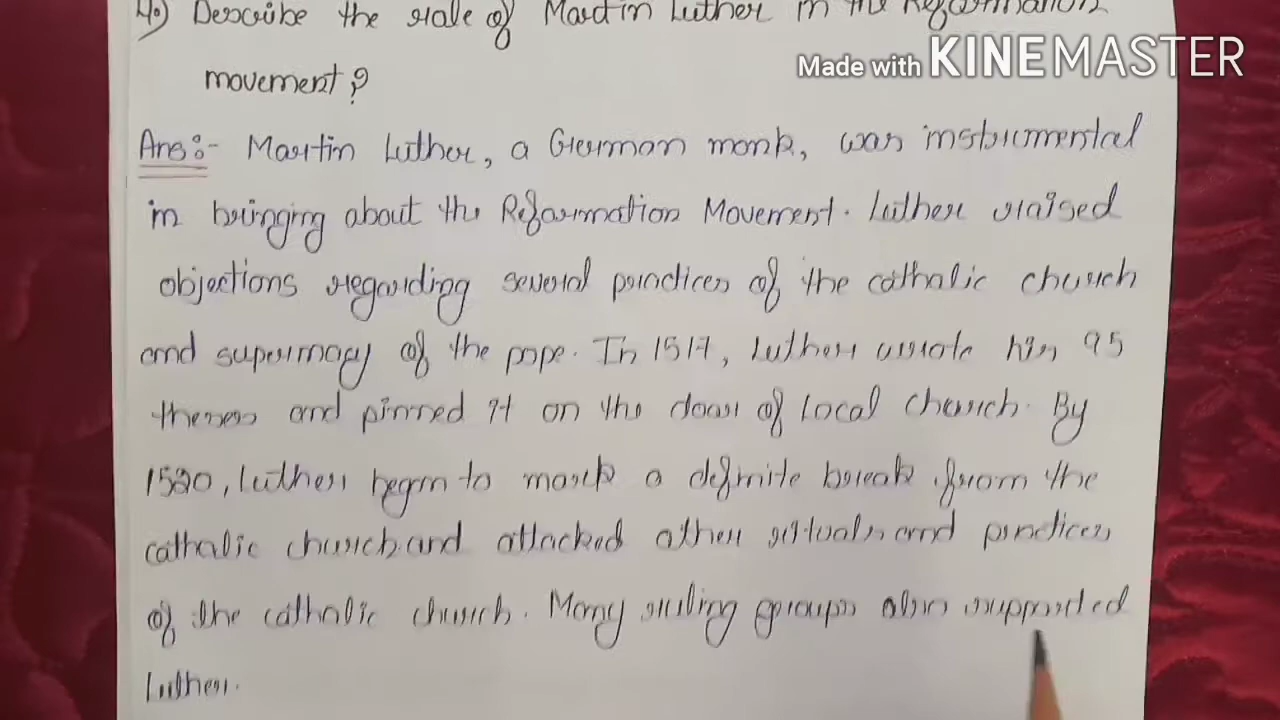 4.) Describe the role of Martin Luther in the Reformation
Made with KINEMASTER
movement?
Ans:- Martin Luther, a German monk, was instrumental
in bringing about the Reformation Movement. Luther raised
objections regarding several practices of the catholic church
and supermacy of the pope. In 1517, Luther wrote his 95
theses and pinned it on the door of Local church. By
1520, Luther began to mark a definite break from the
catholic church and attacked other rituals and practices
of the catholic church. Many ruling groups also supported
Luther.